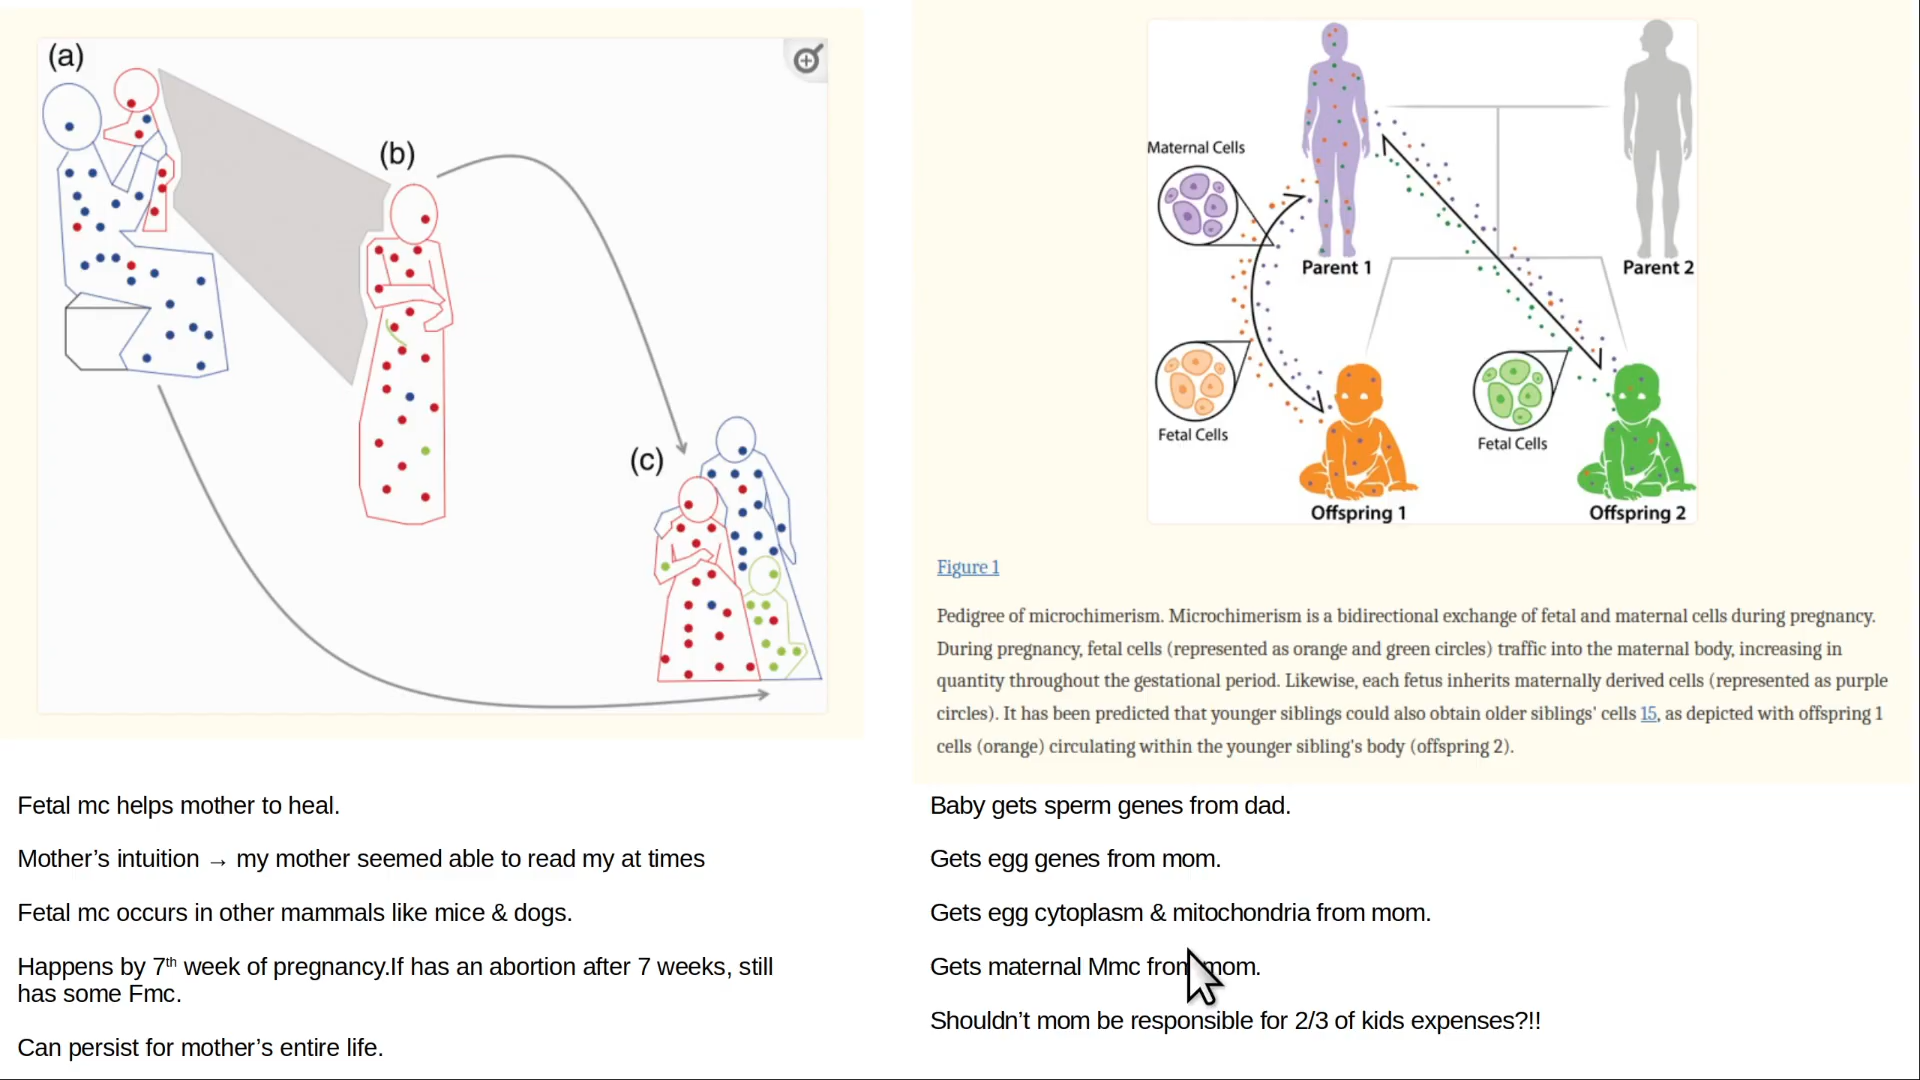 (a)
(b)
(c)
Fetal mc helps mother to heal.
Mother’s intuition → my mother seemed able to read my at times
Fetal mc occurs in other mammals like mice & dogs.
Happens by 7th week of pregnancy.If has an abortion after 7 weeks, still
has some Fmc.
Can persist for mother’s entire life.
Maternal Cells
Parent 1
Parent 2
Fetal Cells
Fetal Cells
Offspring 1
Offspring 2
Figure 1
Pedigree of microchimerism. Microchimerism is a bidirectional exchange of fetal and maternal cells during pregnancy.
During pregnancy, fetal cells (represented as orange and green circles) traffic into the maternal body, increasing in
quantity throughout the gestational period. Likewise, each fetus inherits maternally derived cells (represented as purple
circles). It has been predicted that younger siblings could also obtain older siblings' cells 15, as depicted with offspring 1
cells (orange) circulating within the younger sibling's body (offspring 2).
Baby gets sperm genes from dad.
Gets egg genes from mom.
Gets egg cytoplasm & mitochondria from mom.
Gets maternal Mmc from mom.
Shouldn’t mom be responsible for 2/3 of kids expenses?!!